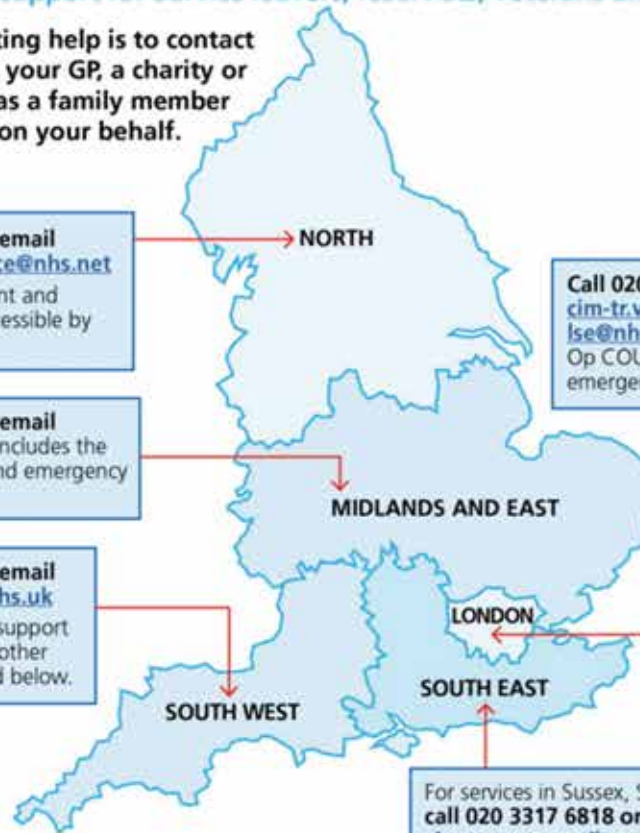 ting help is to contact
your GP, a charity or
as a family member
on your behalf.
email
ce@nhs.net
nt and
essible by
NORTH
Call 020
cim-tr.v
lse@nh
Op COU
emerge
email
ncludes the
nd emergency
MIDLANDS AND EAST
email
hs.uk
support
other
d below.
SOUTH WEST
LONDON
SOUTH EAST
For services in Sussex, S
call 020 3317 6818 or